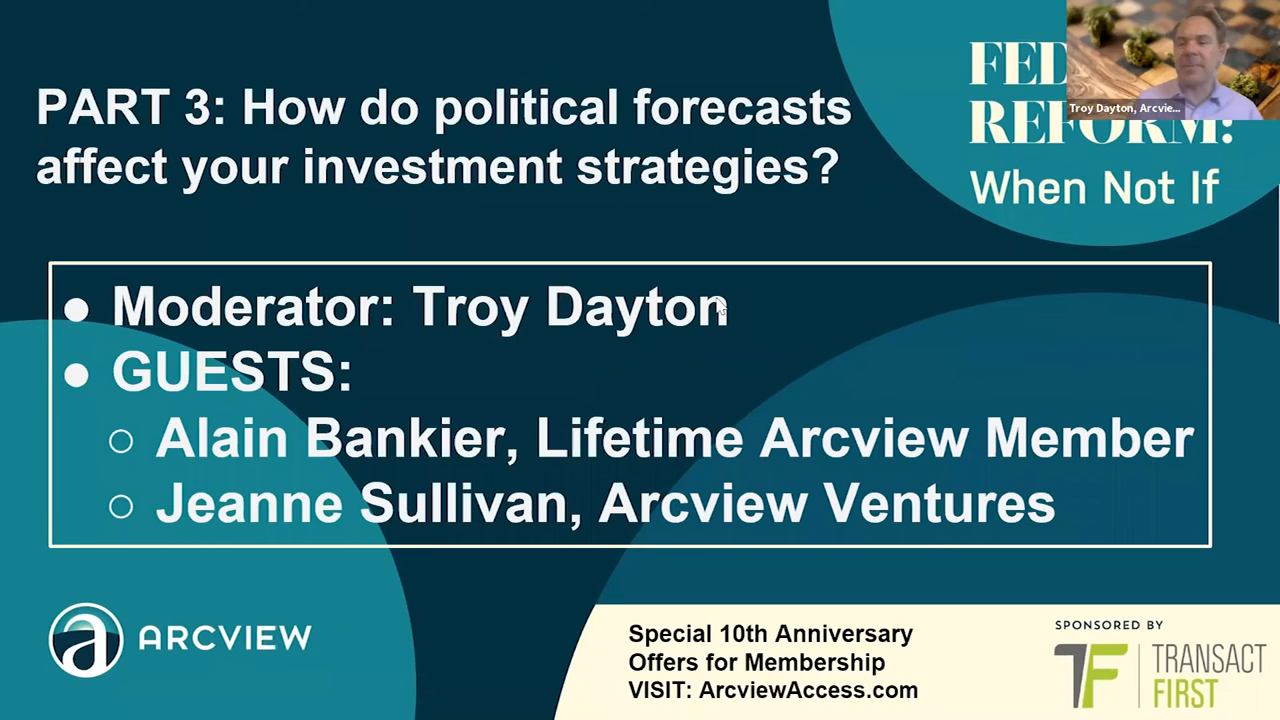 PART 3: How do political forecasts
affect your investment strategies?
FED
REFORM:
When Not If
Troy Dayton, Arcvie...
● Moderator: Troy Dayton
● GUESTS:
○ Alain Bankier, Lifetime Arcview Member
○ Jeanne Sullivan, Arcview Ventures
a ARCVIEW
Special 10th Anniversary
Offers for Membership
VISIT: ArcviewAccess.com
SPONSORED BY
TF TRANSACT
FIRST